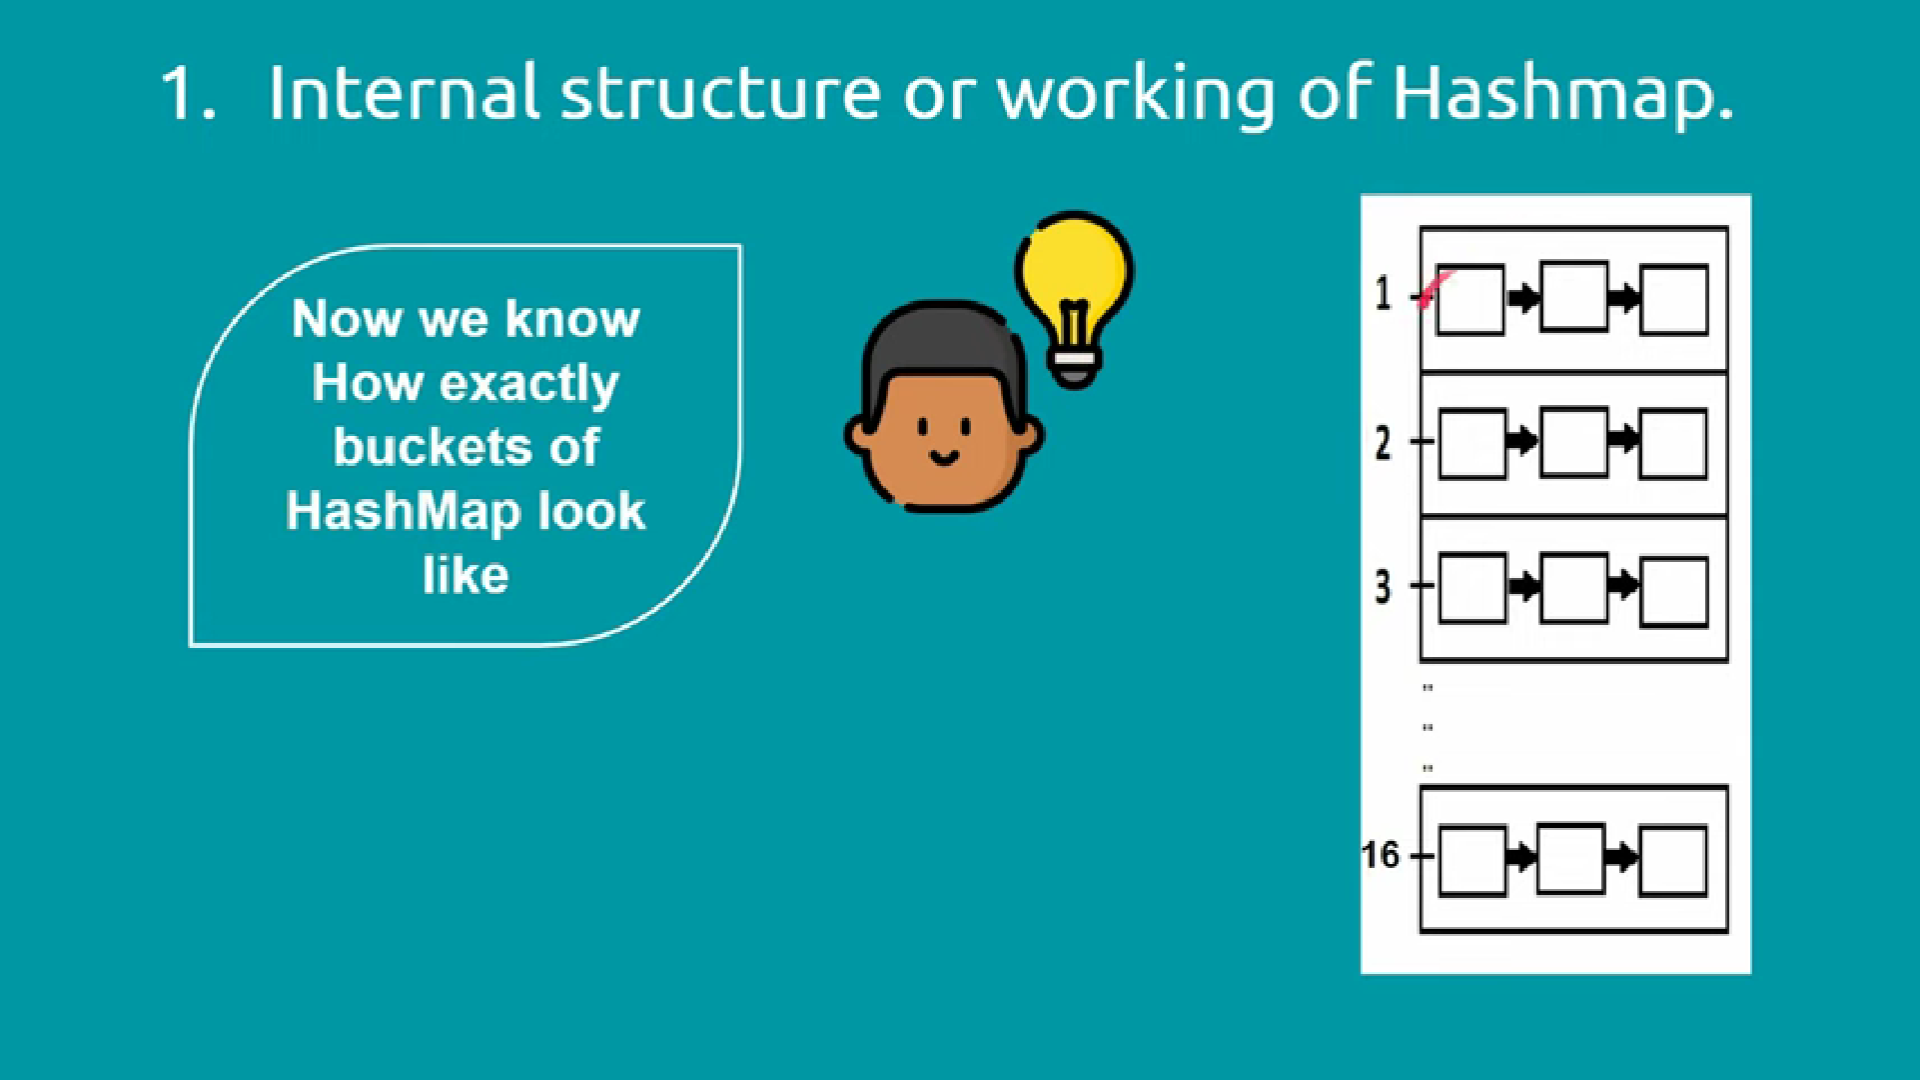 1. Internal structure or working of Hashmap.
Now we know
How exactly
buckets of
HashMap look
like
1
2
3
16